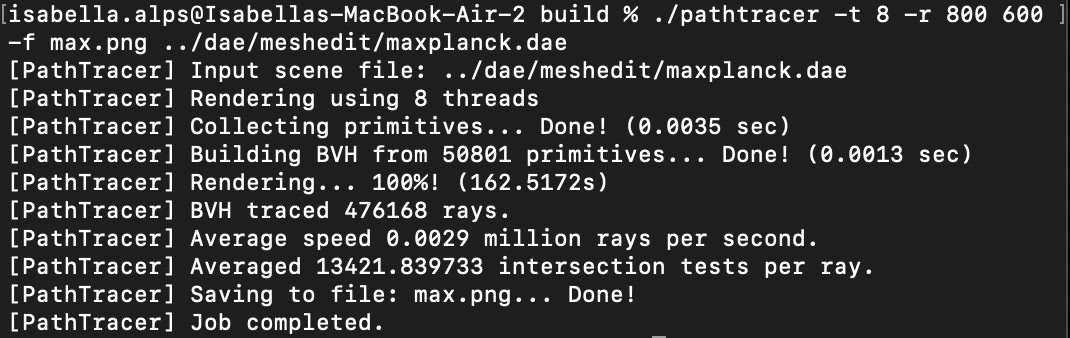 [isabella.alps@Isabellas-MacBook-Air-2 build % ./pathtracer -t 8 -r 800 600 ]
-f max.png ../dae/meshedit/maxplanck.dae
[PathTracer] Input scene file: ../dae/meshedit/maxplanck.dae
[PathTracer] Rendering using 8 threads
[PathTracer] Collecting primitives... Done! (0.0035 sec)
[PathTracer] Building BVH from 50801 primitives... Done! (0.0013 sec)
[PathTracer] Rendering... 100%! (162.5172s)
[PathTracer] BVH traced 476168 rays.
[PathTracer] Average speed 0.0029 million rays per second.
[PathTracer] Averaged 13421.839733 intersection tests per ray.
[PathTracer] Saving to file: max.png... Done!
[PathTracer] Job completed.